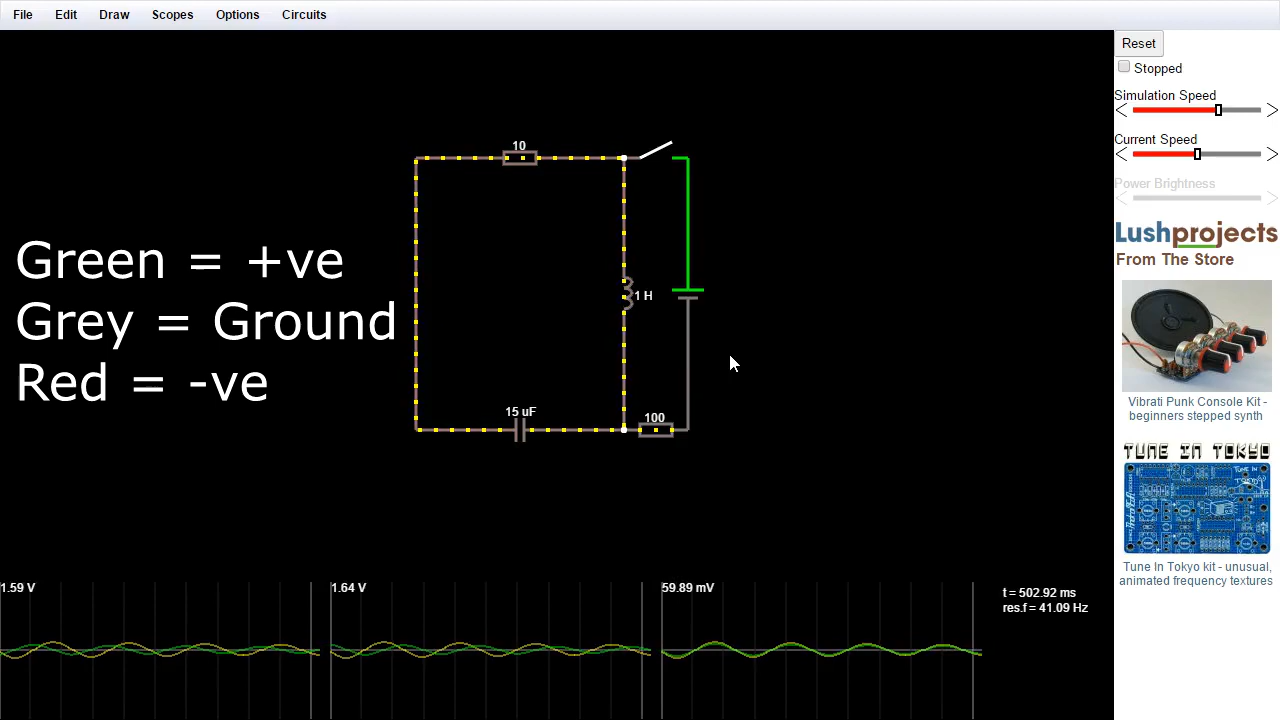 File Edit Draw Scopes Options Circuits
Reset
Stopped
Simulation Speed
Current Speed
Power Brightness
Lushprojects
From The Store
Vibrati Punk Console Kit -
beginners stepped synth
TUNE IN TOKYO
Tune In Tokyo kit - unusual,
animated frequency textures
10
1 H
15 uF
100
Green = +ve
Grey = Ground
Red = -ve
1.59 V
1.64 V
59.89 mV
t = 502.92 ms
res.f = 41.09 Hz